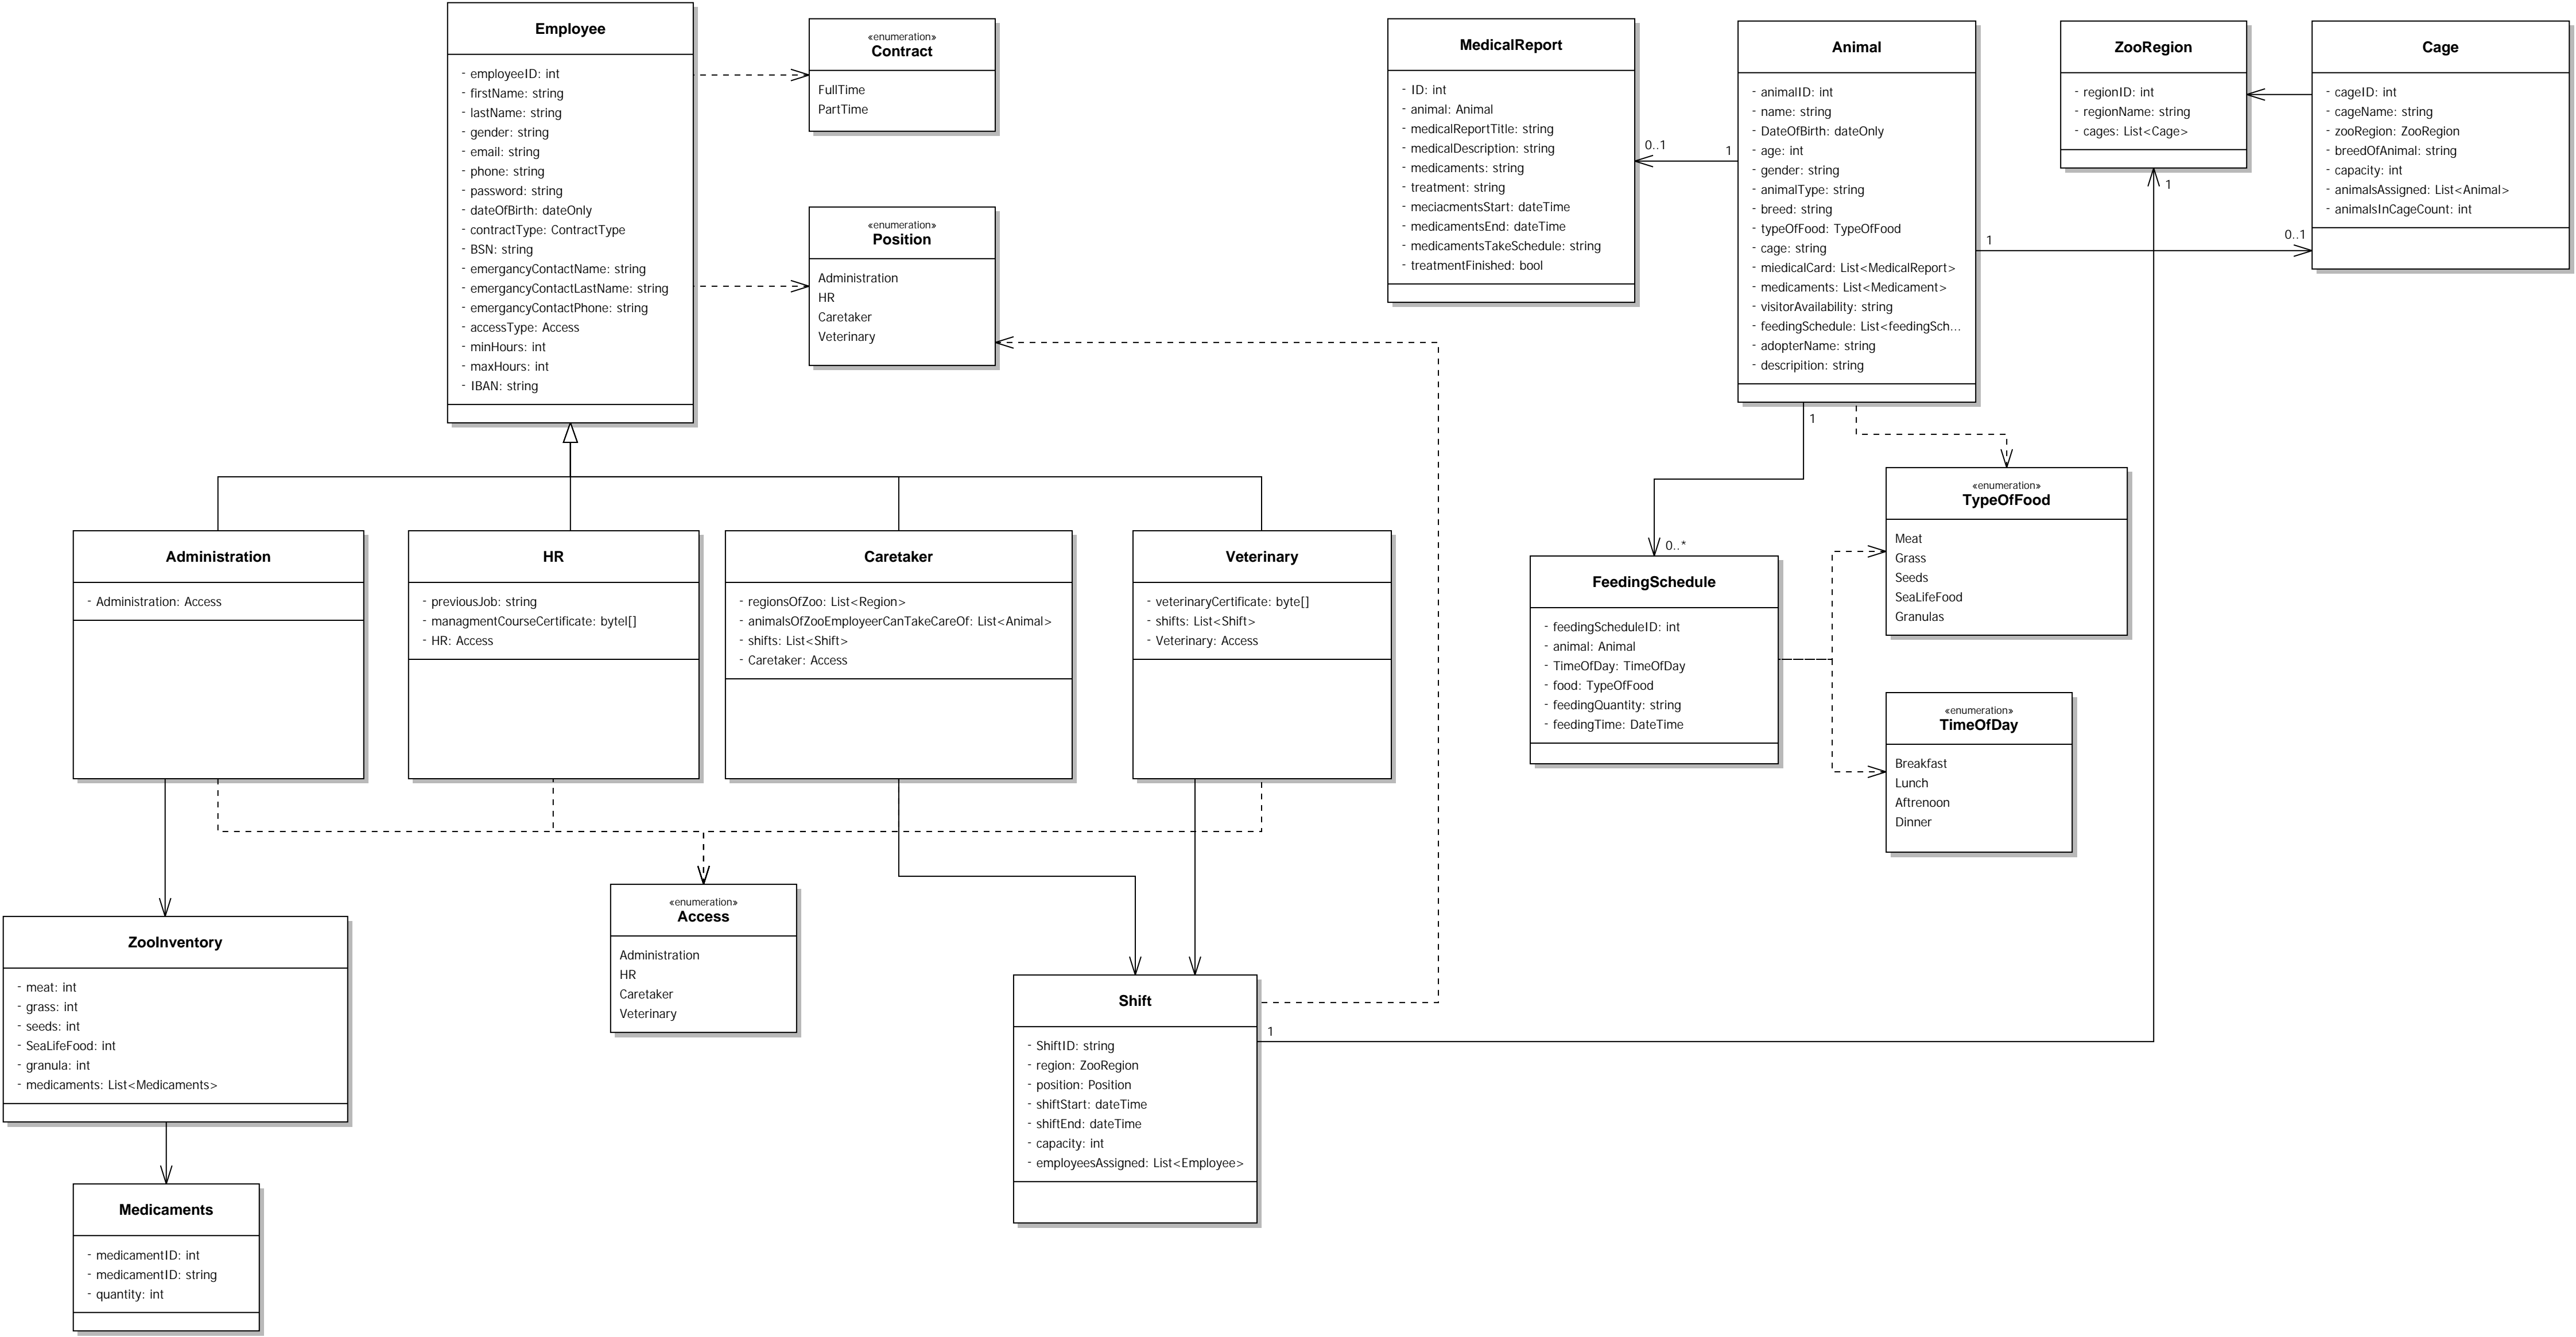 Employee
- employeeID: int
- firstName: string
- lastName: string
- gender: string
- email: string
- phone: string
- password: string
- dateOfBirth: dateOnly
- contractType: ContractType
- BSN: string
- emergancyContactName: string
- emergancyContactLastName: string
- emergancyContactPhone: string
- accessType: Access
- minHours: int
- maxHours: int
- IBAN: string
«enumeration»
Contract
FullTime
PartTime
«enumeration»
Position
Administration
HR
Caretaker
Veterinary
MedicalReport
- ID: int
- animal: Animal
- medicalReportTitle: string
- medicalDescription: string
- medicaments: string
- treatment: string
- meciacmentsStart: dateTime
- medicamentsEnd: dateTime
- medicamentsTakeSchedule: string
- treatmentFinished: bool
0..1
1
Animal
- animalID: int
- name: string
- DateOfBirth: dateOnly
- age: int
- gender: string
- animalType: string
- breed: string
- typeOfFood: TypeOfFood
- cage: string
- miedicalCard: List<MedicalReport>
- medicaments: List<Medicament>
- visitorAvailability: string
- feedingSchedule: List<feedingSch...
- adopterName: string
- descripition: string
1
0..1
ZooRegion
- regionID: int
- regionName: string
- cages: List<Cage>
1
Cage
- cageID: int
- cageName: string
- zooRegion: ZooRegion
- breedOfAnimal: string
- capacity: int
- animalsAssigned: List<Animal>
- animalsInCageCount: int
1
0..*
Administration
- Administration: Access
HR
- previousJob: string
- managmentCourseCertificate: bytel[]
- HR: Access
Caretaker
- regionsOfZoo: List<Region>
- animalsOfZooEmployeerCanTakeCareOf: List<Animal>
- shifts: List<Shift>
- Caretaker: Access
Veterinary
- veterinaryCertificate: byte[]
- shifts: List<Shift>
- Veterinary: Access
FeedingSchedule
- feedingScheduleID: int
- animal: Animal
- TimeOfDay: TimeOfDay
- food: TypeOfFood
- feedingQuantity: string
- feedingTime: DateTime
«enumeration»
TypeOfFood
Meat
Grass
Seeds
SeaLifeFood
Granulas
«enumeration»
TimeOfDay
Breakfast
Lunch
Aftrenoon
Dinner
ZooInventory
- meat: int
- grass: int
- seeds: int
- SeaLifeFood: int
- granula: int
- medicaments: List<Medicaments>
«enumeration»
Access
Administration
HR
Caretaker
Veterinary
Shift
- ShiftID: string
- region: ZooRegion
- position: Position
- shiftStart: dateTime
- shiftEnd: dateTime
- capacity: int
- employeesAssigned: List<Employee>
1
Medicaments
- medicamentID: int
- medicamentID: string
- quantity: int